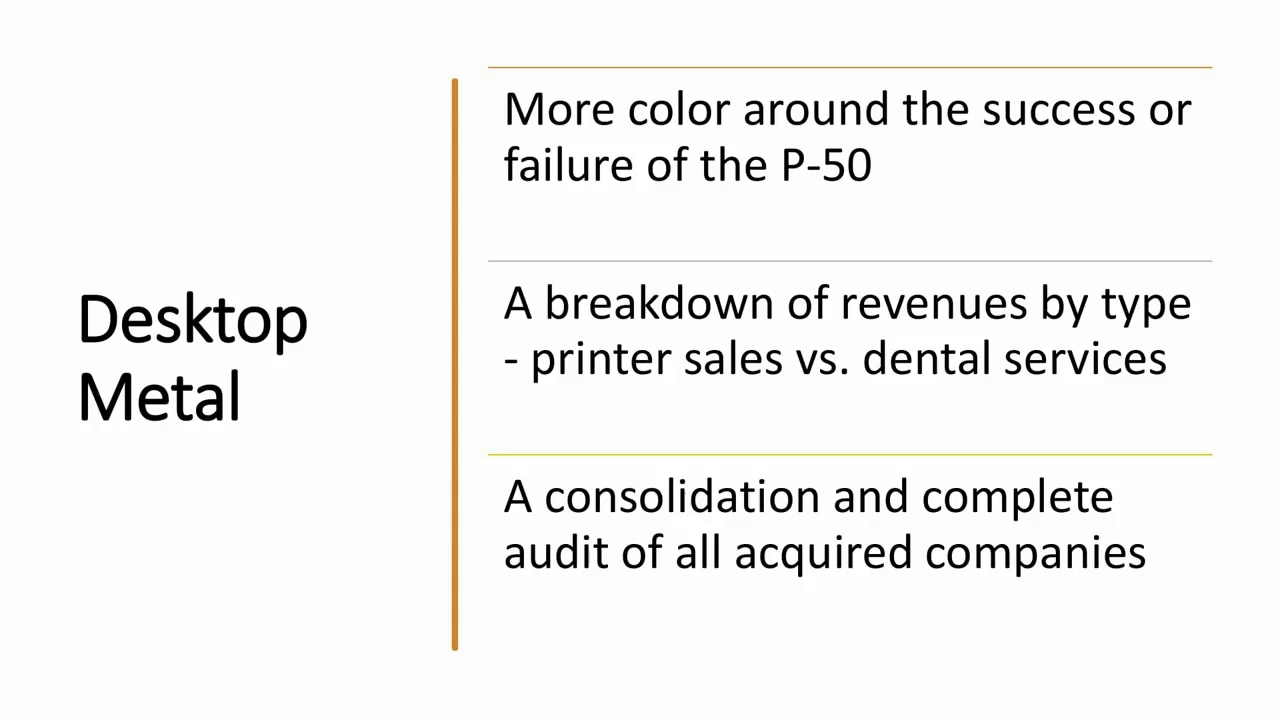 Desktop
Metal
More color around the success or
failure of the P-50
A breakdown of revenues by type
- printer sales vs. dental services
A consolidation and complete
audit of all acquired companies